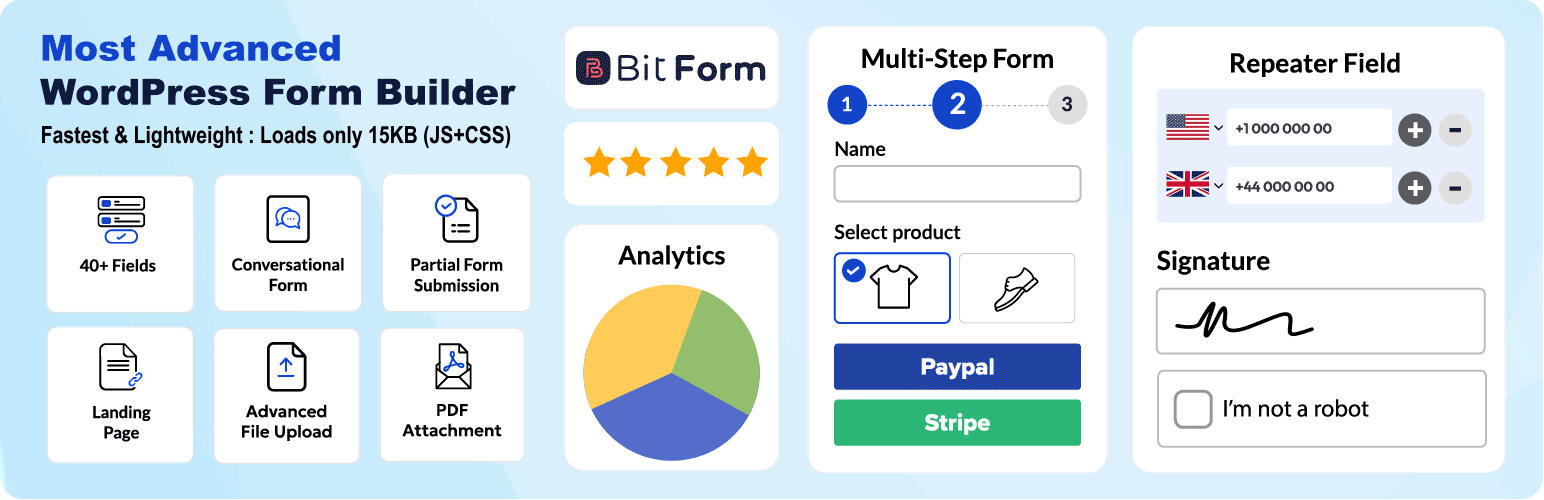 Most Advanced
WordPress Form Builder
Fastest & Lightweight : Loads only 15KB (JS+CSS)
40+ Fields
Conversational
Form
Partial Form
Submission
Landing
Page
Advanced
File Upload
PDF
Attachment
Bit Form
Analytics
Multi-Step Form
1
2
3
Name
Select product
Paypal
Stripe
Repeater Field
+1 000 000 00
+44 000 00 00
Signature
I'm not a robot